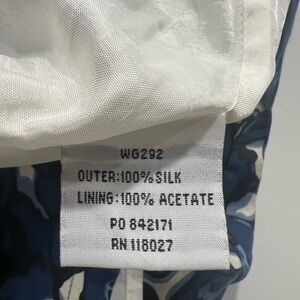 WG292
OUTER:100% SILK
LINING:100% ACETATE
PO 842171
RN 118027